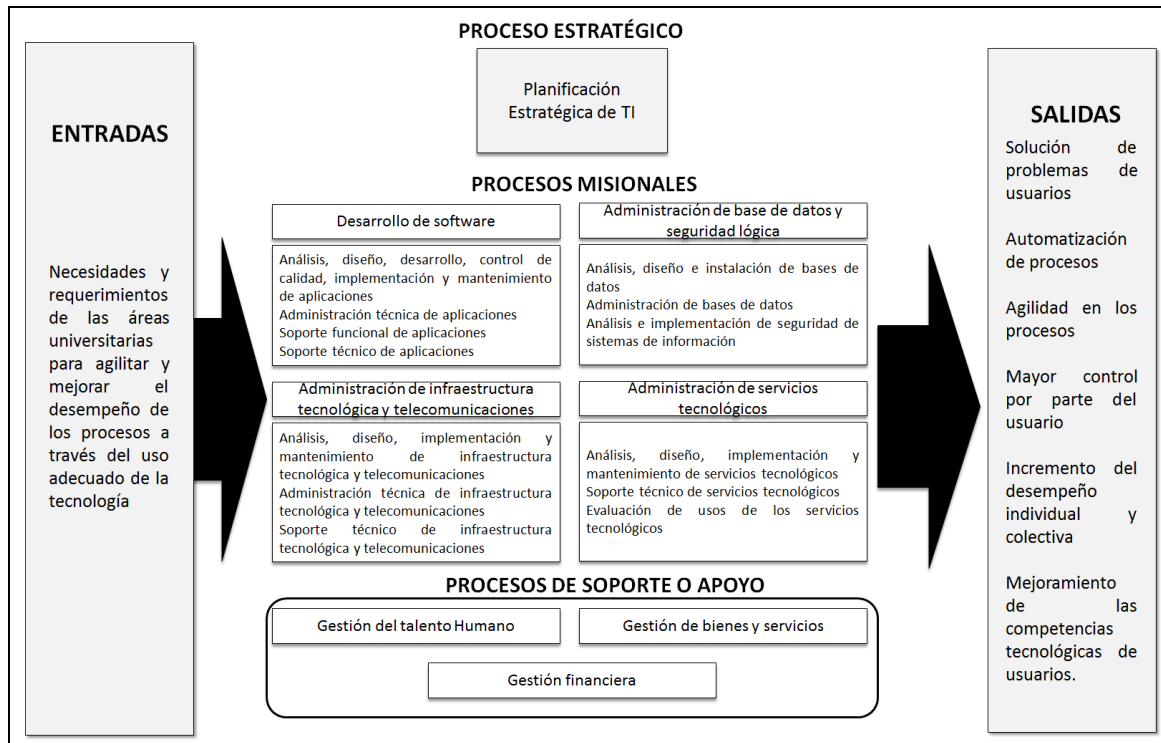 PROCESO ESTRATÉGICO
Planificación
Estratégica de TI
ENTRADAS
Necesidades y
requerimientos
de las áreas
universitarias
para agilitar y
mejorar el
desempeño de
los procesos a
través del uso
adecuado de la
tecnología
PROCESOS MISIONALES
Desarrollo de software
Análisis, diseño, desarrollo, control de
calidad, implementación y mantenimiento
de aplicaciones
Administración técnica de aplicaciones
Soporte funcional de aplicaciones
Soporte técnico de aplicaciones
Administración de base de datos y
seguridad lógica
Análisis, diseño e instalación de bases de
datos
Administración de bases de datos
Análisis e implementación de seguridad de
sistemas de información
Administración de infraestructura
tecnológica y telecomunicaciones
Análisis, diseño, implementación y
mantenimiento de infraestructura
tecnológica y telecomunicaciones
Administración técnica de infraestructura
tecnológica y telecomunicaciones
Soporte técnico de infraestructura
tecnológica y telecomunicaciones
Administración de servicios
tecnológicos
Análisis, diseño, implementación y
mantenimiento de servicios tecnológicos
Soporte técnico de servicios tecnológicos
Evaluación de usos de los servicios
tecnológicos
PROCESOS DE SOPORTE O APOYO
Gestión del talento Humano
Gestión de bienes y servicios
Gestión financiera
SALIDAS
Solución de
problemas de
usuarios
Automatización
de procesos
Agilidad en los
procesos
Mayor control
por parte del
usuario
Incremento del
desempeño
individual y
colectiva
Mejoramiento
de las
competencias
tecnológicas de
usuarios.